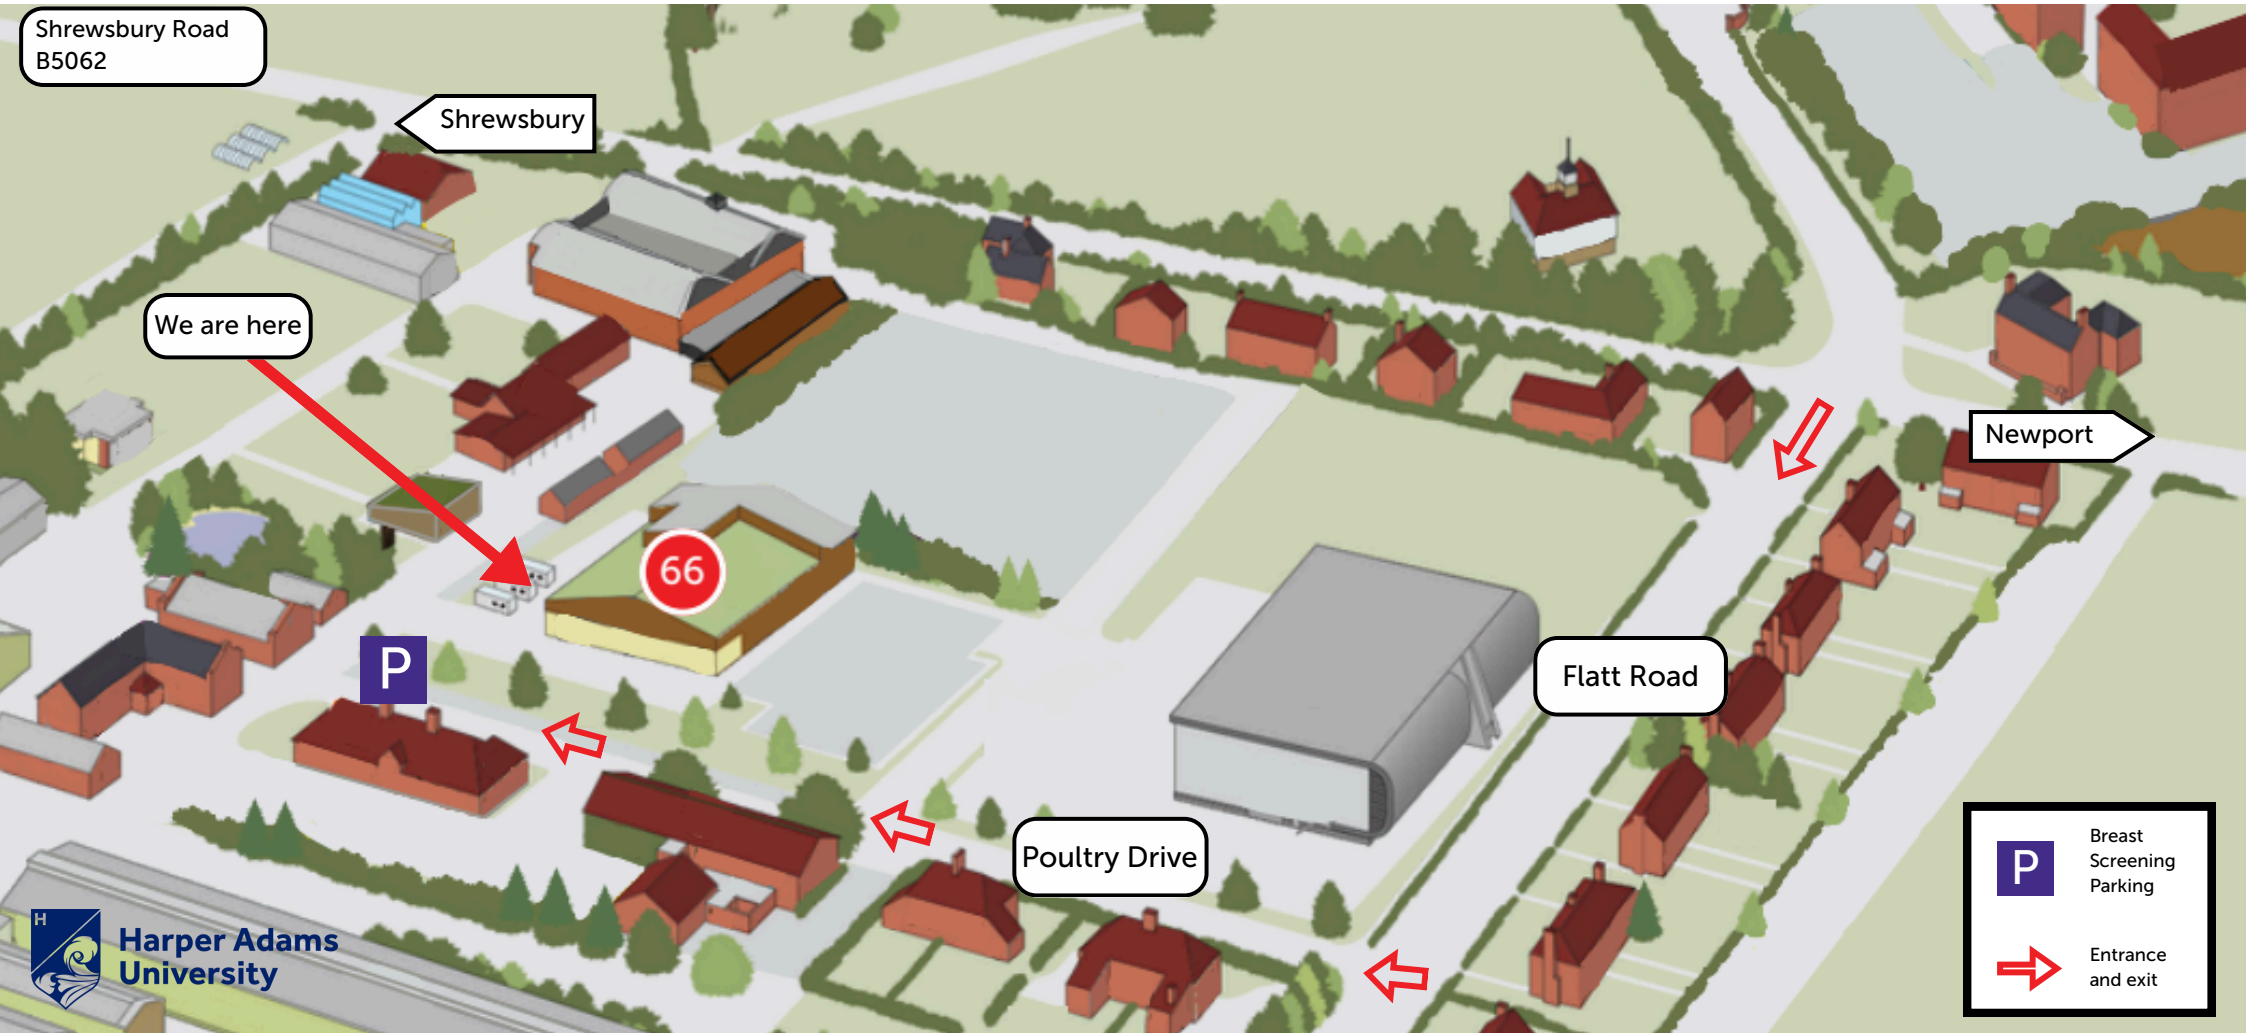 Shrewsbury Road
B5062
Shrewsbury
We are here
Newport
66
P
Flatt Road
Poultry Drive
P
Breast
Screening
Parking
Entrance
and exit
H
Harper Adams
University